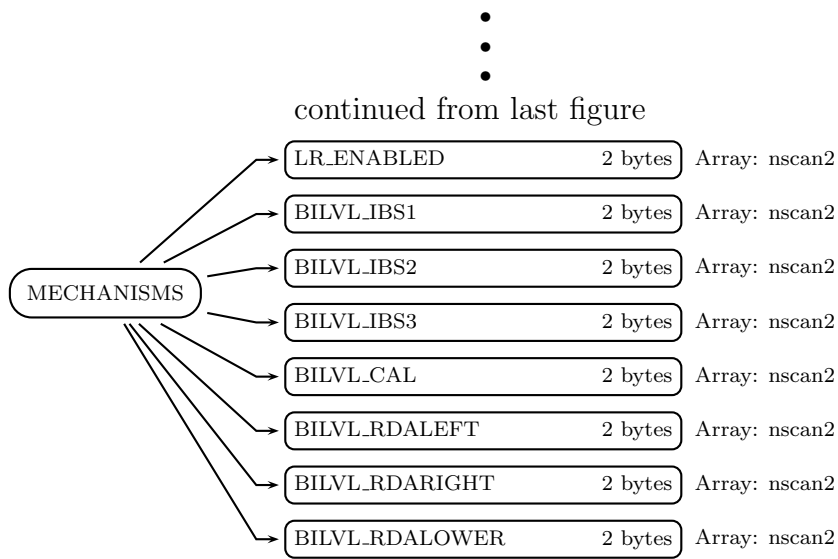 continued from last figure
LR_ENABLED 2 bytes Array: nscan2
BILVL_IBS1 2 bytes Array: nscan2
BILVL_IBS2 2 bytes Array: nscan2
MECHANISMS
BILVL_IBS3 2 bytes Array: nscan2
BILVL_CAL 2 bytes Array: nscan2
BILVL_RDALEFT 2 bytes Array: nscan2
BILVL_RDARIGHT 2 bytes Array: nscan2
BILVL_RDALOWER 2 bytes Array: nscan2